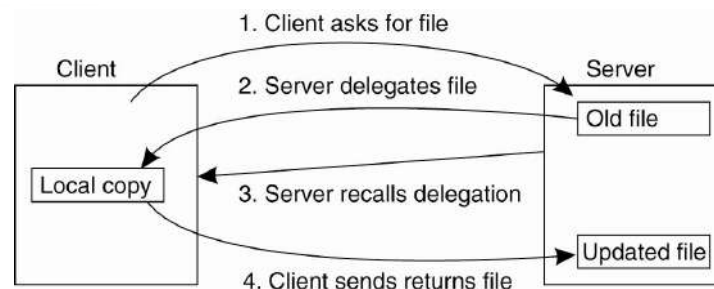 1. Client asks for file
Client
Server
2. Server delegates file
Old file
Local copy
3. Server recalls delegation
Updated file
4. Client sends returns file